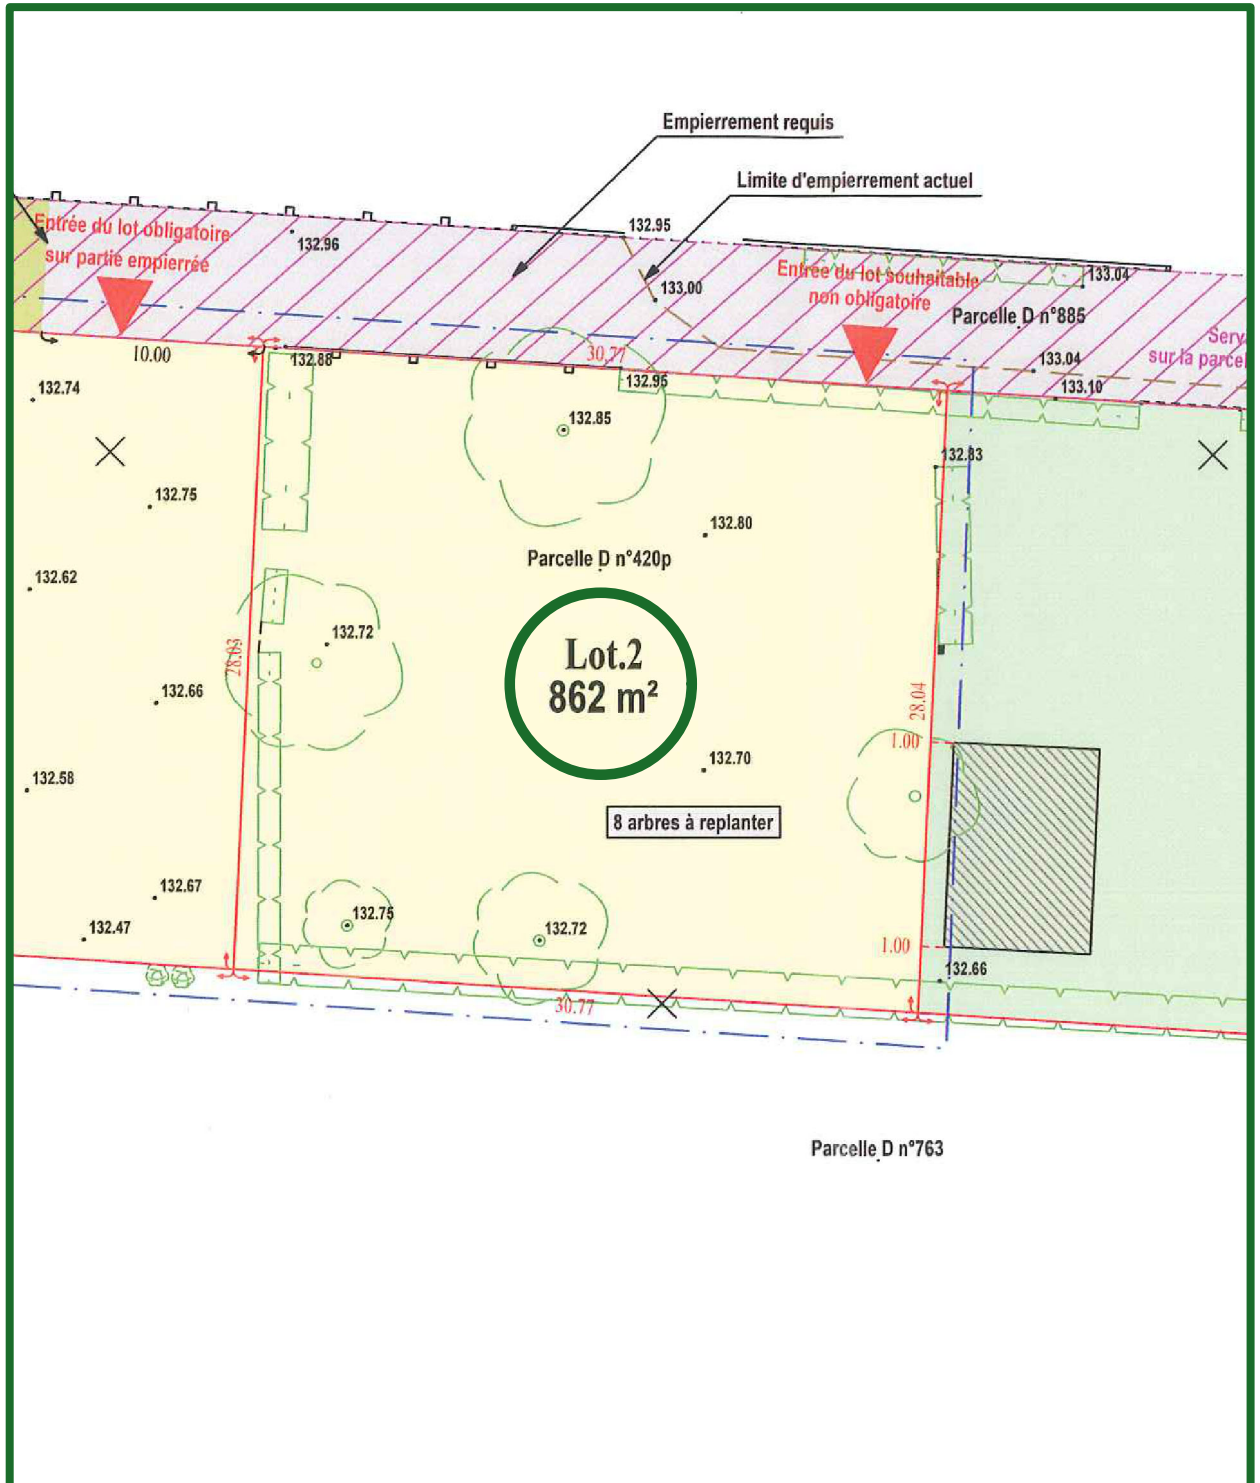 Empierrement requis
Limite d'empierrement actuel
132.95
Entrée du lot obligatoire
sur partie empierrée
132.96
133.00
Entrée du lot souhaitable
non obligatoire
133.04
Parcelle D n°885
Serv
sur la parcel
10.00
132.88
30.77
132.95
133.04
133.10
132.74
132.85
132.83
132.75
132.80
Parcelle D n°420p
132.62
132.72
28.03
Lot.2
862 m²
132.66
28.04
1.00
132.70
132.58
8 arbres à replanter
132.67
132.75
132.72
132.47
1.00
132.66
30.77
Parcelle D n°763